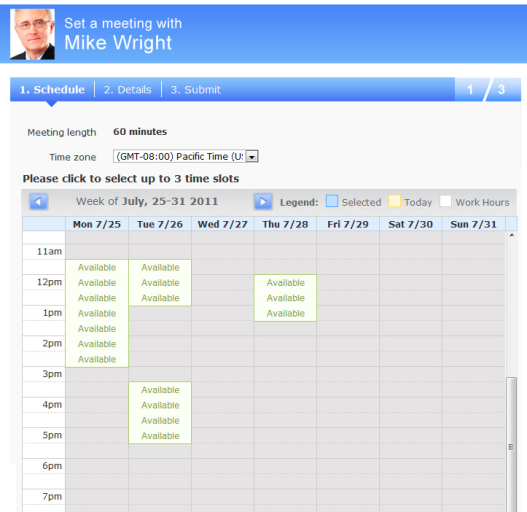 Set a meeting with
Mike Wright
1. Schedule 2. Details 3. Submit 1 / 3
Meeting length 60 minutes
Time zone (GMT-08:00) Pacific Time (U:
Please click to select up to 3 time slots
Week of July, 25-31 2011 Legend: Selected Today Work Hours
Mon 7/25 Tue 7/26 Wed 7/27 Thu 7/28 Fri 7/29 Sat 7/30 Sun 7/31
11am
Available Available
12pm Available Available Available
Available Available Available
1pm Available Available
Available
2pm Available
Available
3pm
Available
4pm Available
Available
5pm Available
6pm
7pm